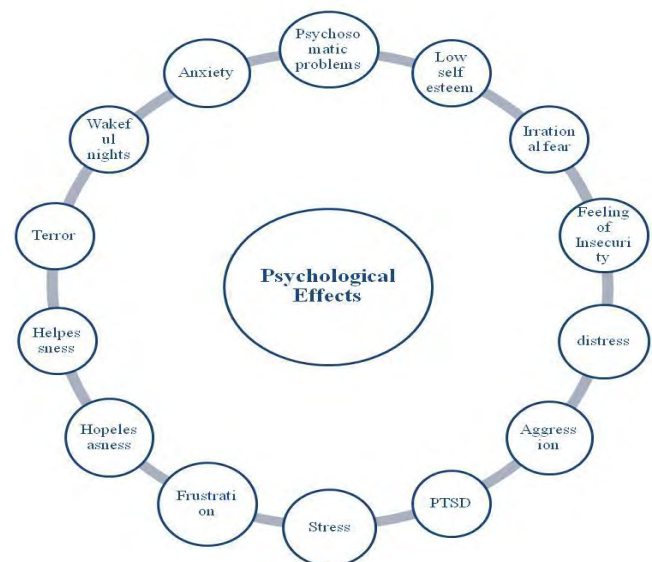 Psychoso
matic
problems
Low
self
esteem
Irration
al fear
Feeling
of
Insecuri
ty
distress
Aggress
ion
PTSD
Stress
Frustrati
on
Hopeles
asness
Helpes
sness
Terror
Wakef
ul
nights
Anxiety
Psychological
Effects